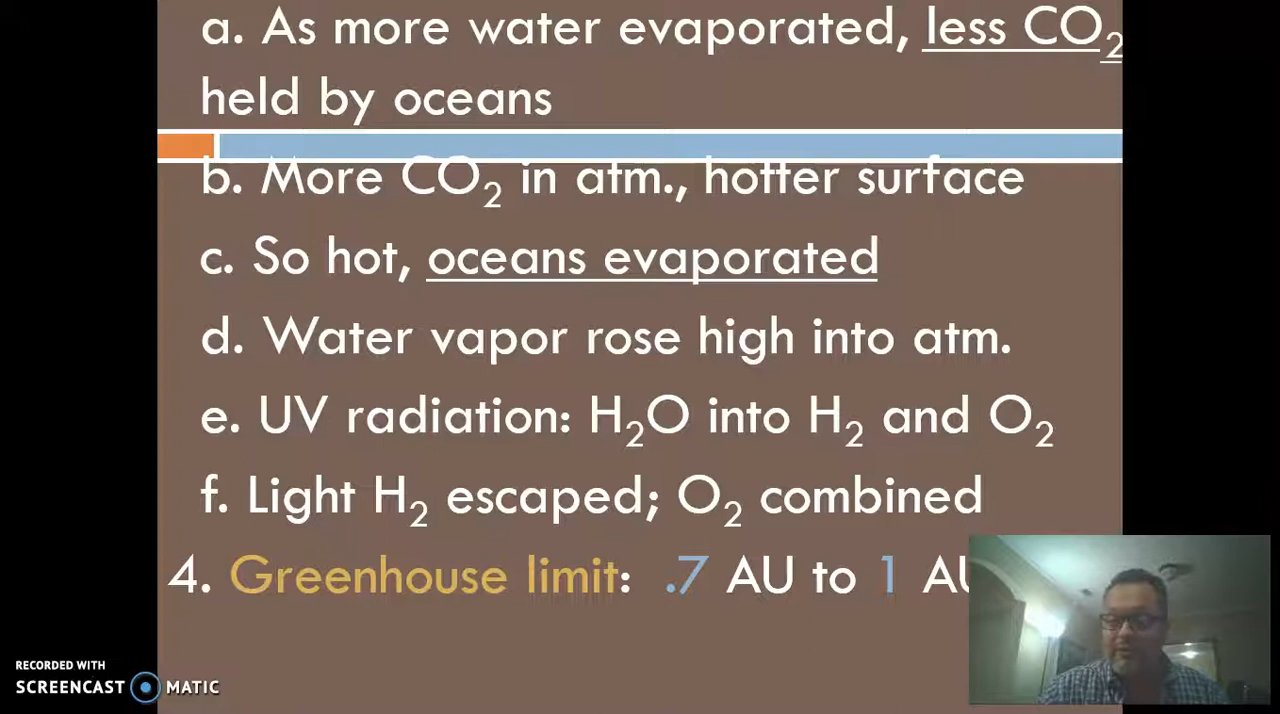 a. As more water evaporated, less CO₂
held by oceans
b. More CO₂ in atm., hotter surface
c. So hot, oceans evaporated
d. Water vapor rose high into atm.
e. UV radiation: H₂O into H₂ and O₂
f. Light H₂ escaped; O₂ combined
4. Greenhouse limit: .7 AU to 1 AU
RECORDED WITH
SCREENCAST MATIC